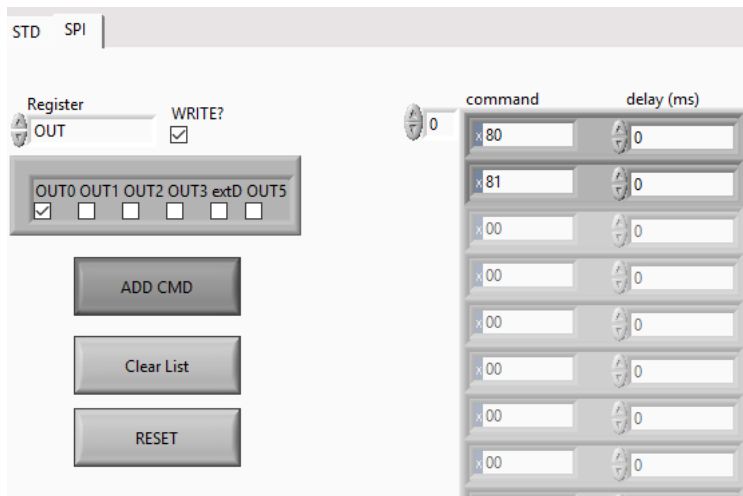 STD SPI
Register
WRITE?
OUT
OUT0 OUT1 OUT2 OUT3 extD OUT5
ADD CMD
Clear List
RESET
command delay (ms)
0 x 80 0
x 81 0
x 00 0
x 00 0
x 00 0
x 00 0
x 00 0
x 00 0